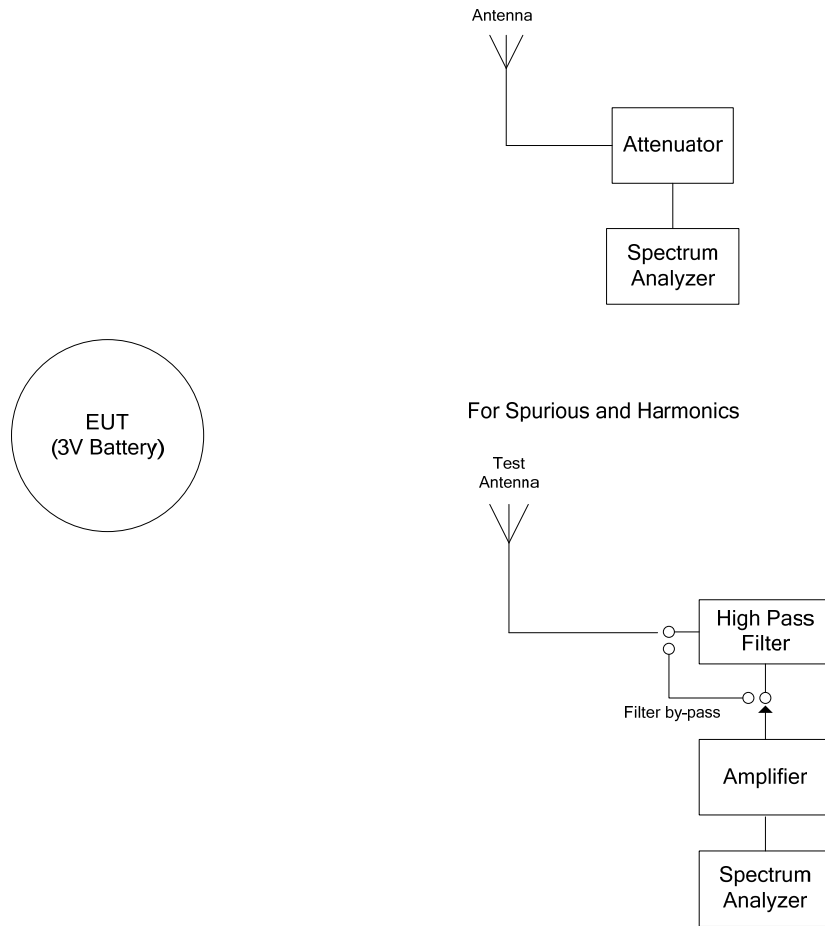 Antenna
Attenuator
Spectrum
Analyzer
EUT
(3V Battery)
For Spurious and Harmonics
Test
Antenna
High Pass
Filter
Filter by-pass
Amplifier
Spectrum
Analyzer